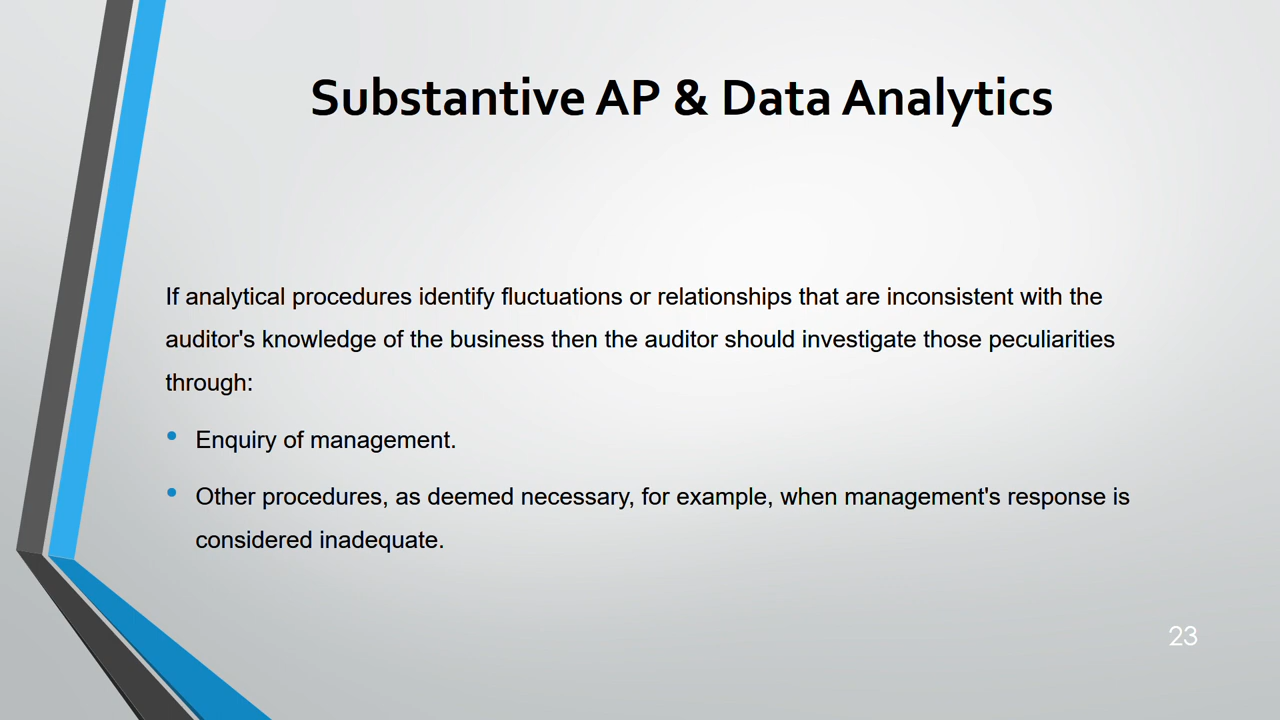 Substantive AP & Data Analytics
If analytical procedures identify fluctuations or relationships that are inconsistent with the
auditor's knowledge of the business then the auditor should investigate those peculiarities
through:
• Enquiry of management.
• Other procedures, as deemed necessary, for example, when management's response is
considered inadequate.
23